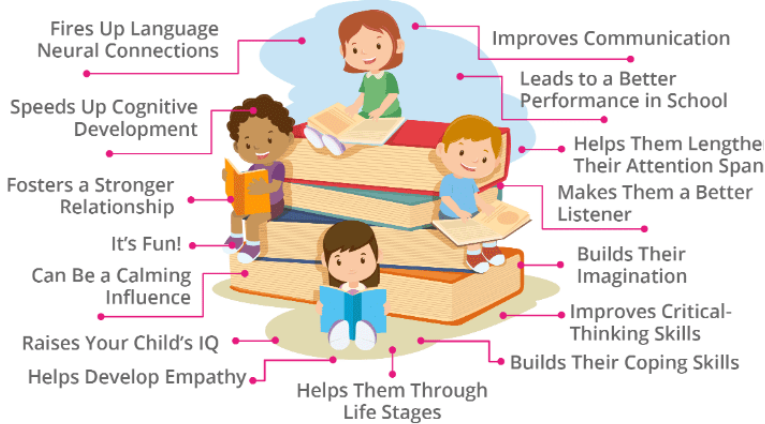 Fires Up Language
Neural Connections
Speeds Up Cognitive
Development
Fosters a Stronger
Relationship
It's Fun!
Can Be a Calming
Influence
Raises Your Child's IQ
Helps Develop Empathy
Helps Them Through
Life Stages
Improves Communication
Leads to a Better
Performance in School
Helps Them Lengthe
Their Attention Span
Makes Them a Better
Listener
Builds Their
Imagination
Improves Critical-
Thinking Skills
Builds Their Coping Skills